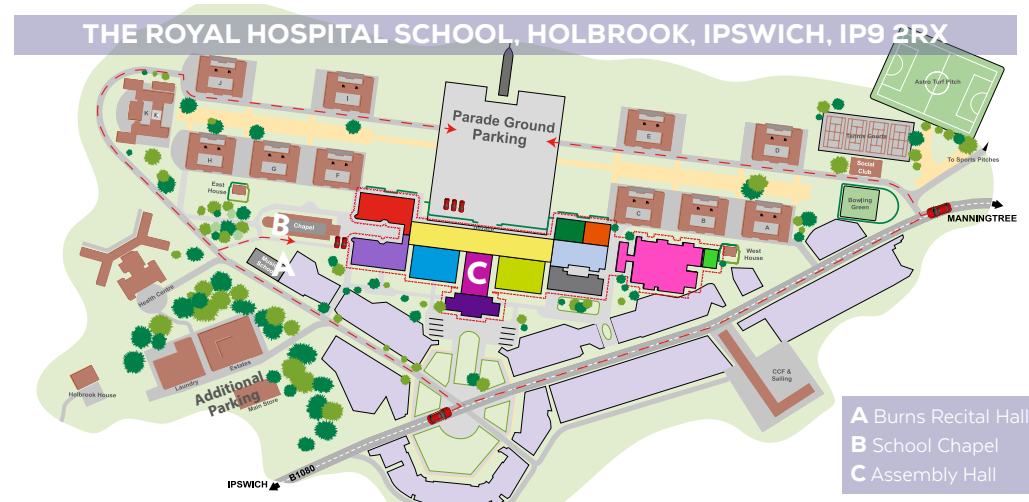 THE ROYAL HOSPITAL SCHOOL, HOLBROOK, IPSWICH, IP9 2RX
Astro Turf Pitch
J
I
K K
Parade Ground
Parking
E
D
Tennis Courts
To Sports Pitches
Social
Club
H
G
F
East
House
C
B
A
Bowling
Green
MANNINGTREE
B
Chapel
A
Music
School
C
West
House
Health Centre
Laundry
Estates
Additional
Parking
Main Store
Holbrook House
CCF &
Sailing
IPSWICH
B1080
A Burns Recital Hall
B School Chapel
C Assembly Hall